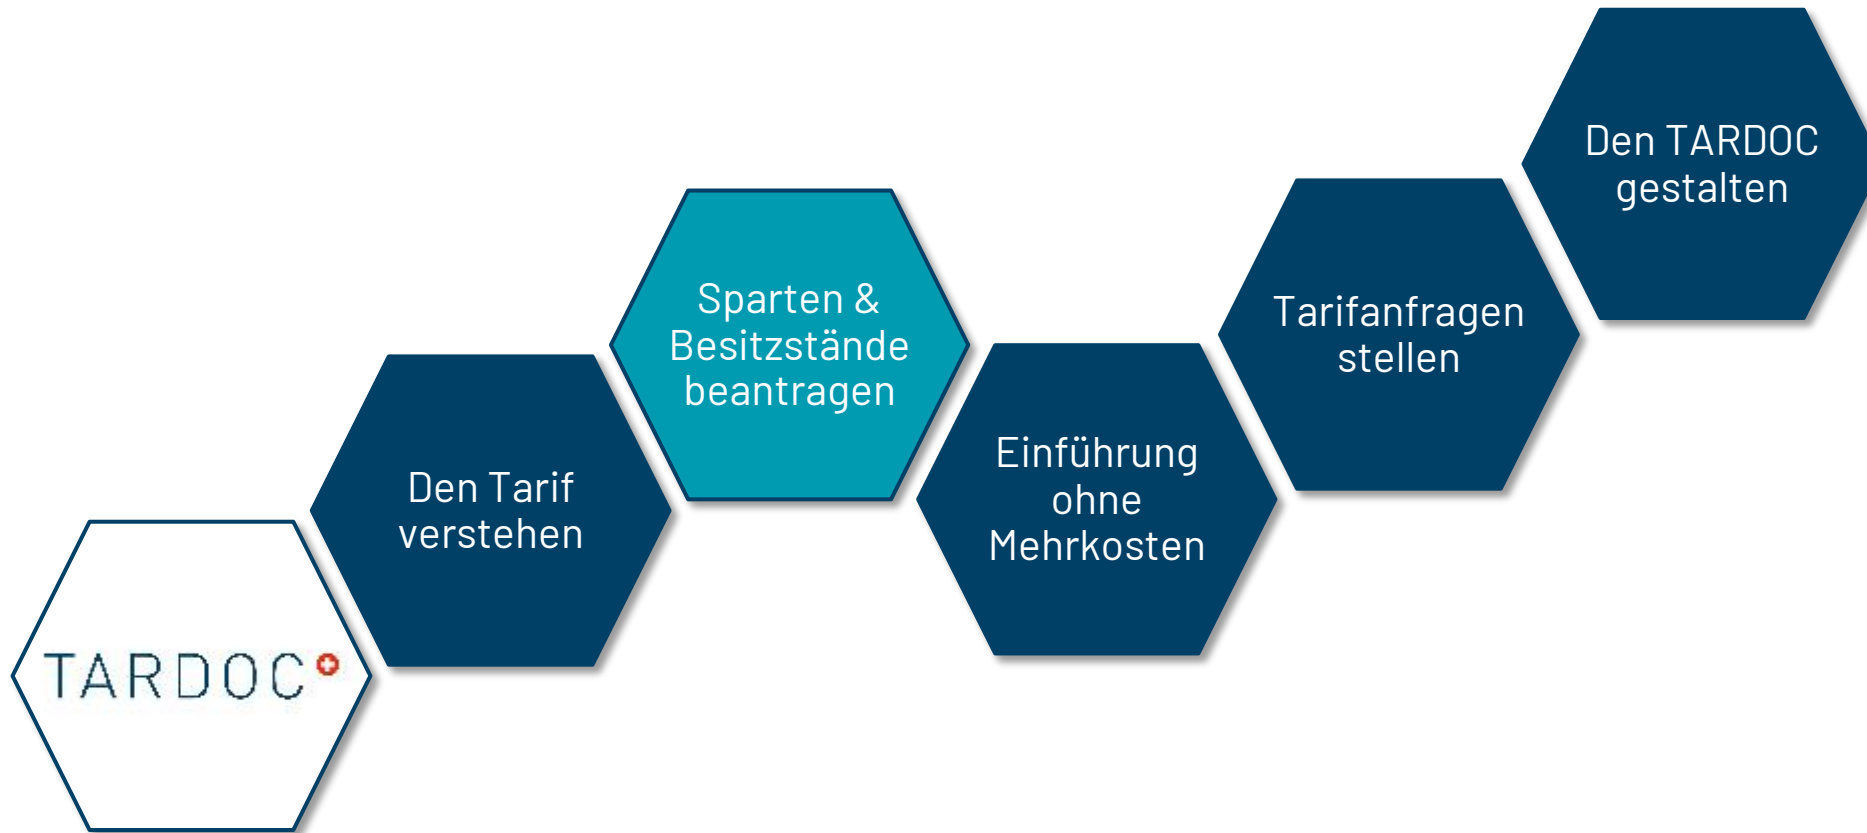 TARDOC
Den Tarif
verstehen
Sparten &
Besitzstände
beantragen
Einführung
ohne
Mehrkosten
Tarifanfragen
stellen
Den TARDOC
gestalten